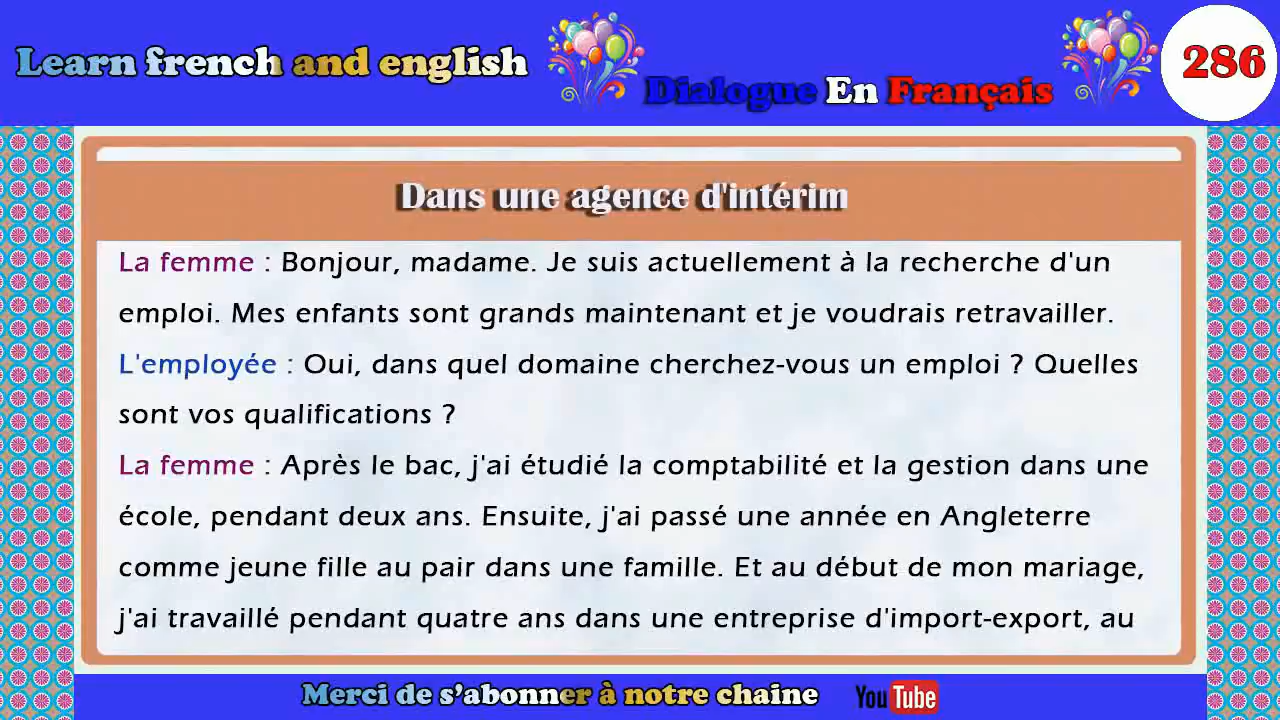 Learn french and english
Dialogue En Français
286
Dans une agence d'intérim
La femme : Bonjour, madame. Je suis actuellement à la recherche d'un
emploi. Mes enfants sont grands maintenant et je voudrais retravailler.
L'employée : Oui, dans quel domaine cherchez-vous un emploi ? Quelles
sont vos qualifications ?
La femme : Après le bac, j'ai étudié la comptabilité et la gestion dans une
école, pendant deux ans. Ensuite, j'ai passé une année en Angleterre
comme jeune fille au pair dans une famille. Et au début de mon mariage,
j'ai travaillé pendant quatre ans dans une entreprise d'import-export, au
Merci de s'abonner à notre chaine
YouTube